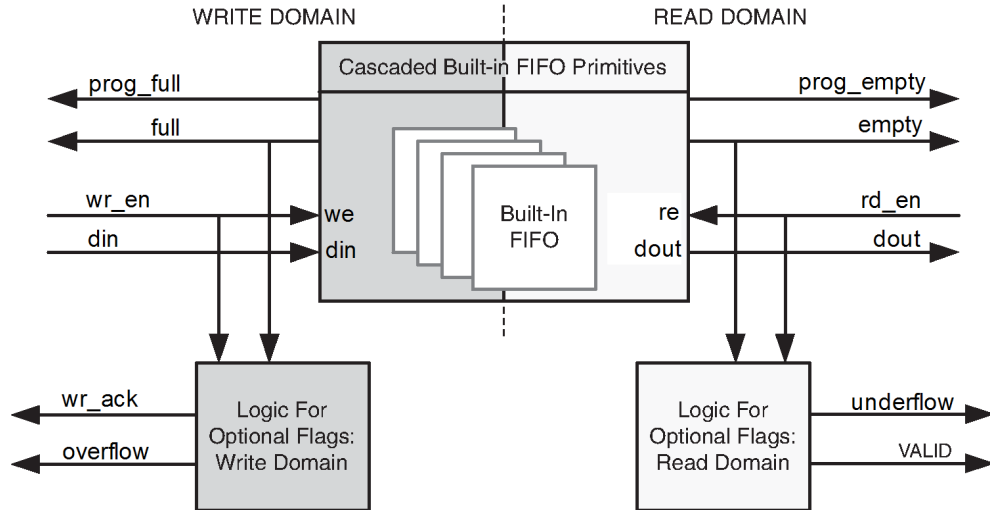 WRITE DOMAIN
READ DOMAIN
Cascaded Built-in FIFO Primitives
prog_full
prog_empty
full
empty
wr_en
we
re
rd_en
Built-In
FIFO
din
din
dout
dout
wr_ack
overflow
Logic For
Optional Flags:
Write Domain
Logic For
Optional Flags:
Read Domain
underflow
VALID